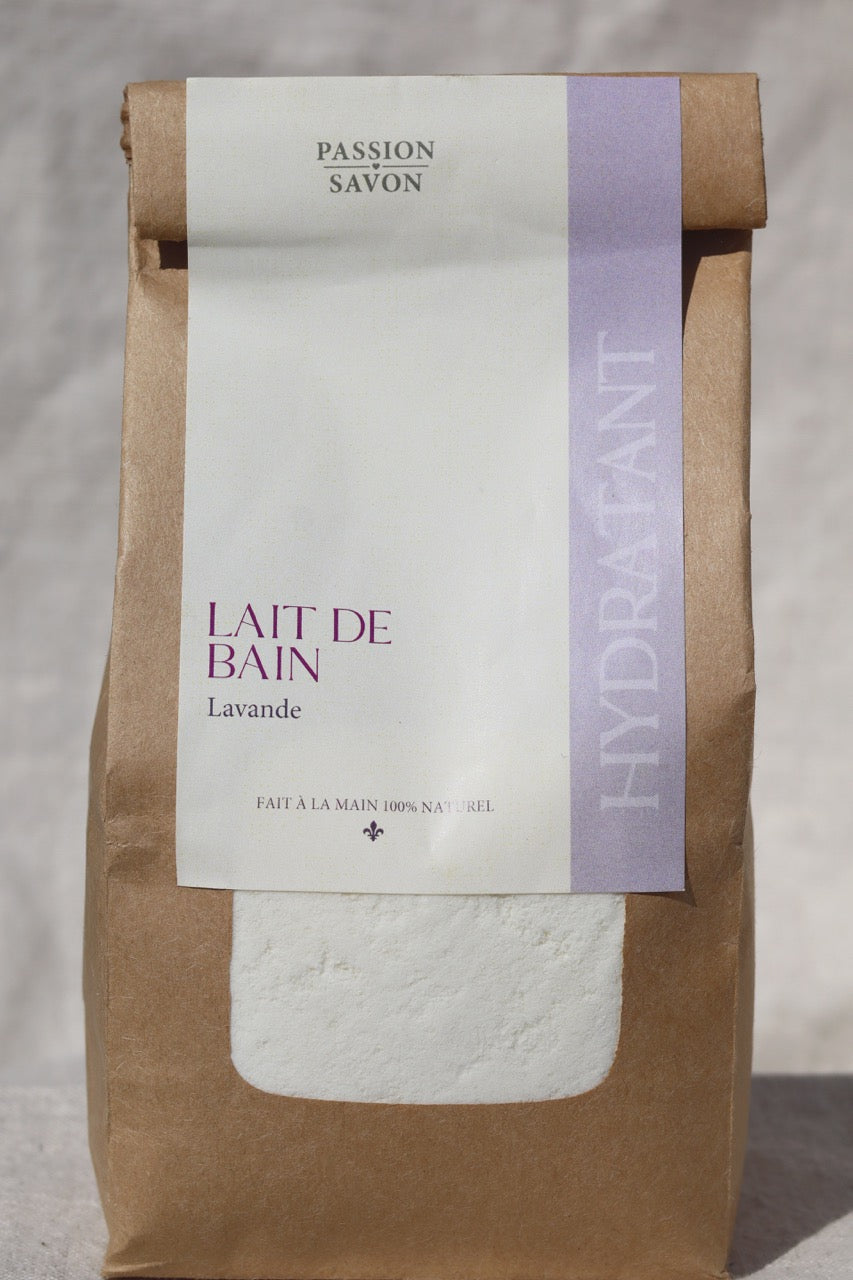 PASSION
SAVON
LAIT DE
BAIN
Lavande
FAIT À LA MAIN 100% NATUREL
HYDRATANT